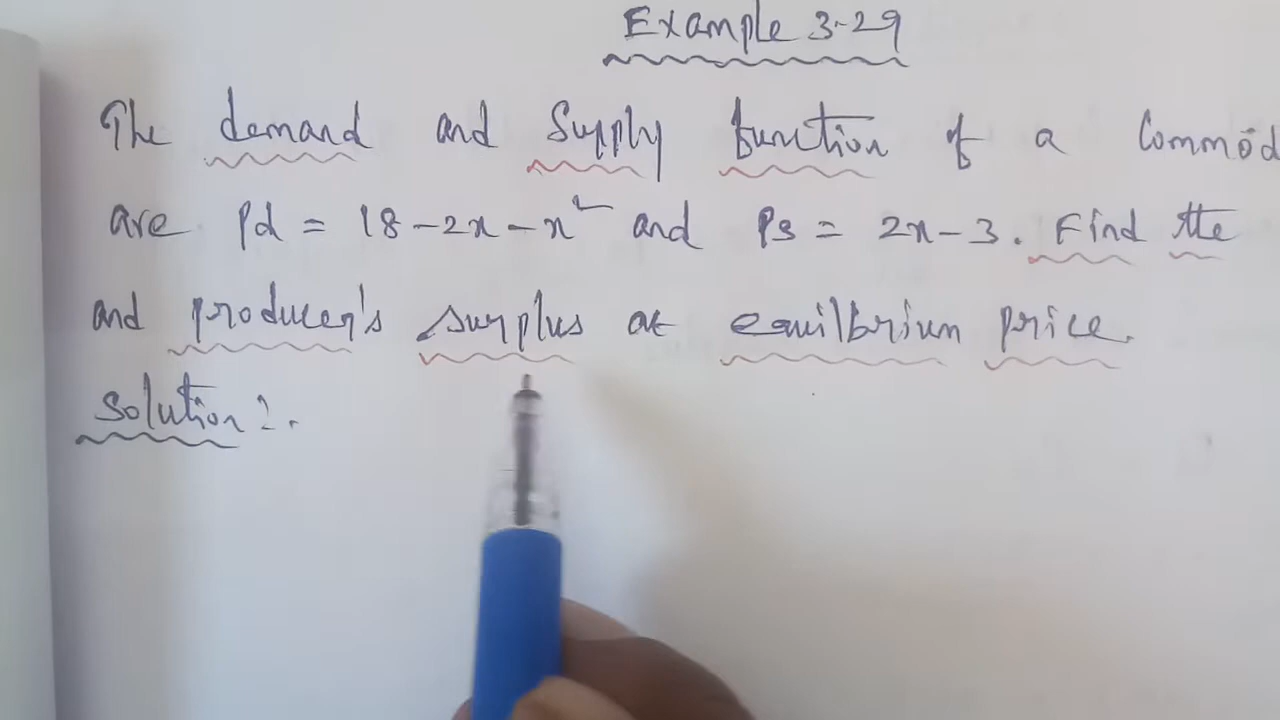 Example 3.29
The demand and Supply function of a Commod
are Pd = 18-2x-x² and Ps = 2x-3. Find the
and producer's surplus at equilbrium price.
Solution:.